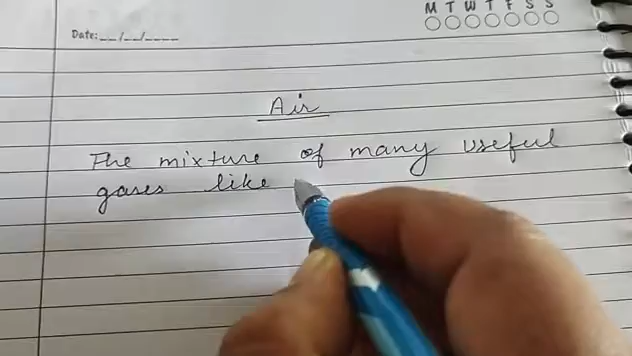 M T W T F S S
Date:__/__/____
Air
The mixture of many useful
gases like